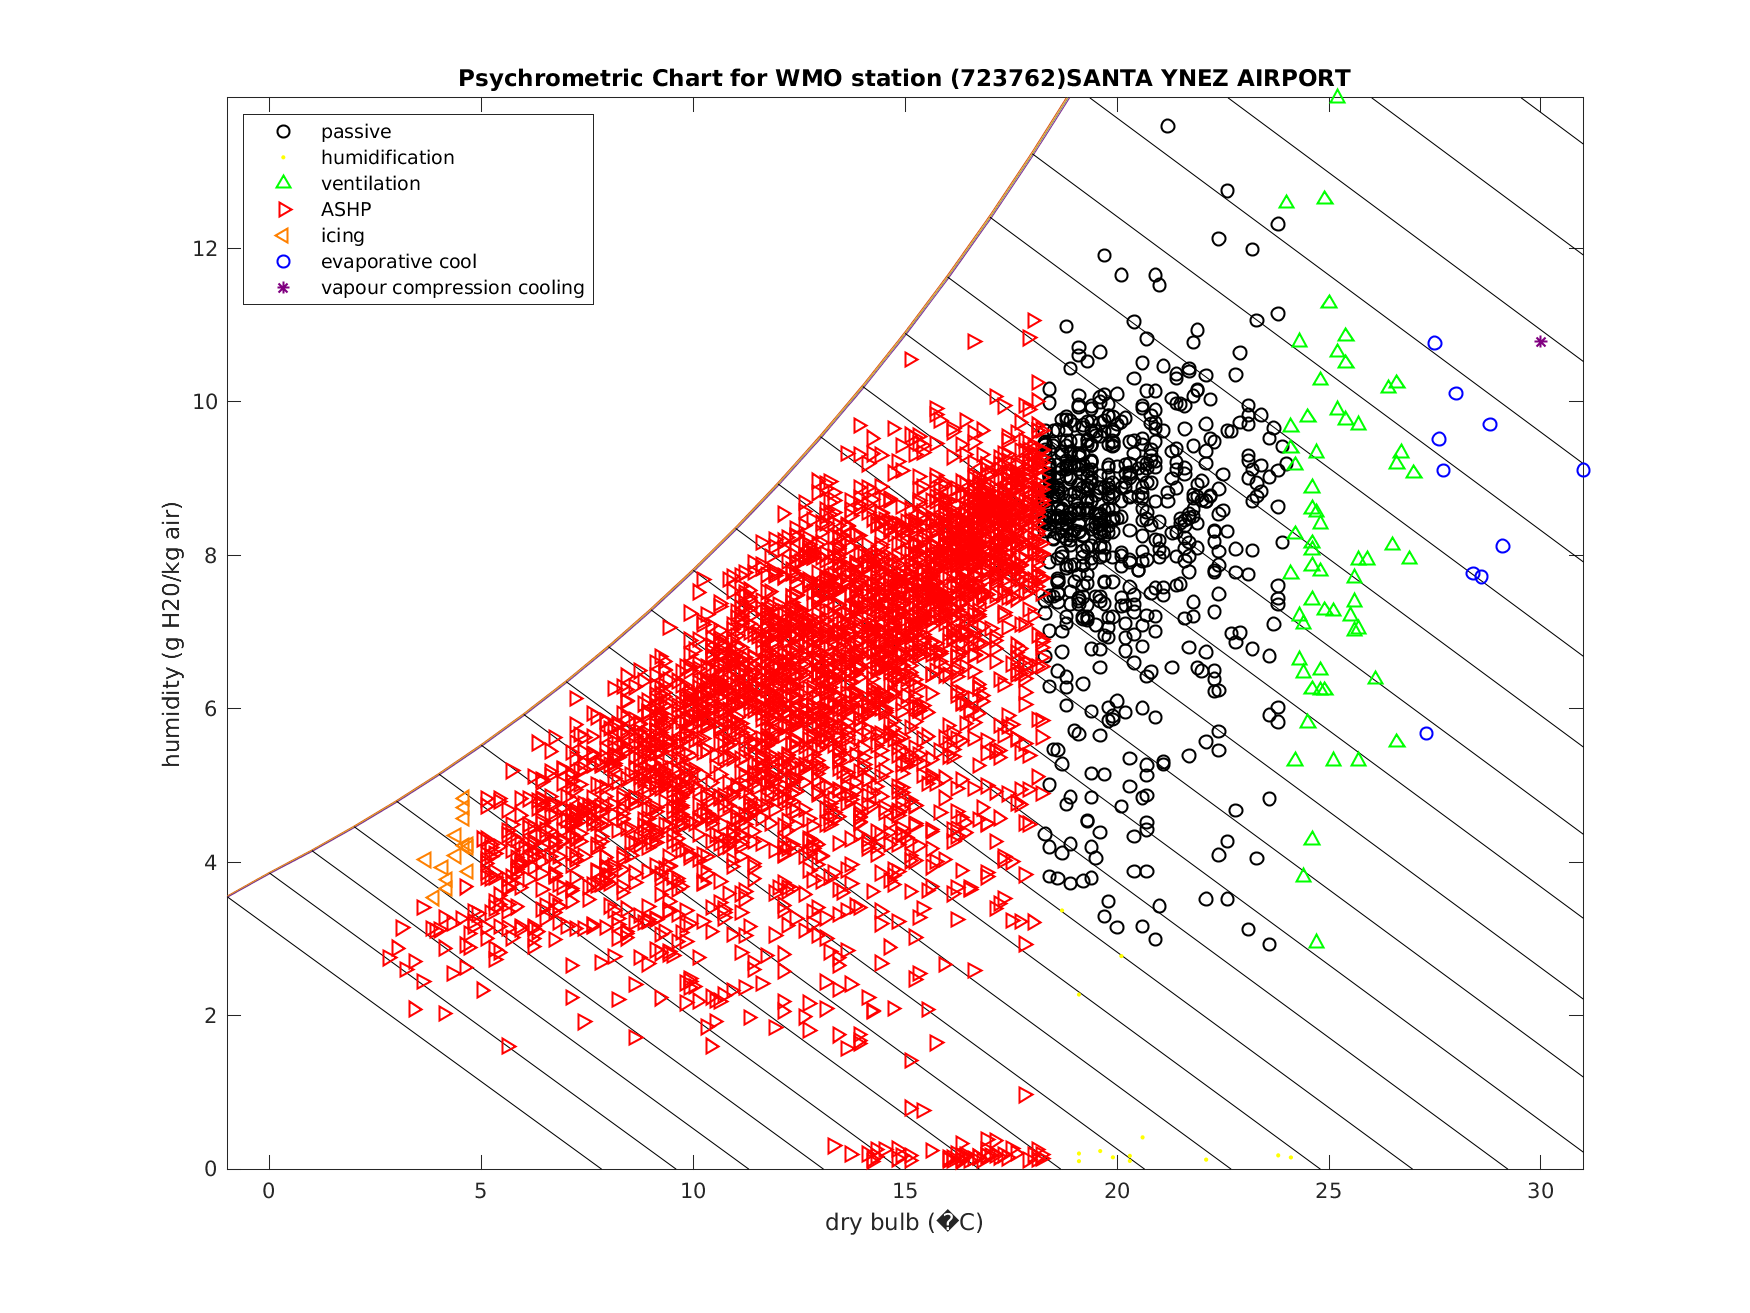 Psychrometric Chart for WMO station (723762)SANTA YNEZ AIRPORT
passive
humidification
ventilation
ASHP
icing
evaporative cool
vapour compression cooling
humidity (g H20/kg air)
12
10
8
6
4
2
0
0 5 10 15 20 25 30
dry bulb (�C)